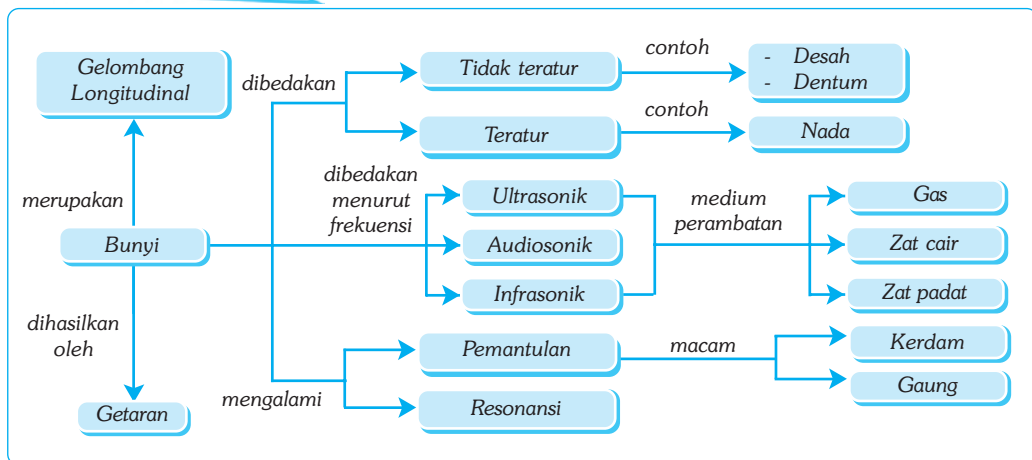 Gelombang
Longitudinal
merupakan
Bunyi
dihasilkan
oleh
Getaran
dibedakan
Tidak teratur
contoh
- Desah
- Dentum
Teratur
contoh
Nada
dibedakan
menurut
frekuensi
Ultrasonik
Audiosonik
Infrasonik
medium
perambatan
Gas
Zat cair
Zat padat
mengalami
Pemantulan
macam
Kerdam
Gaung
Resonansi